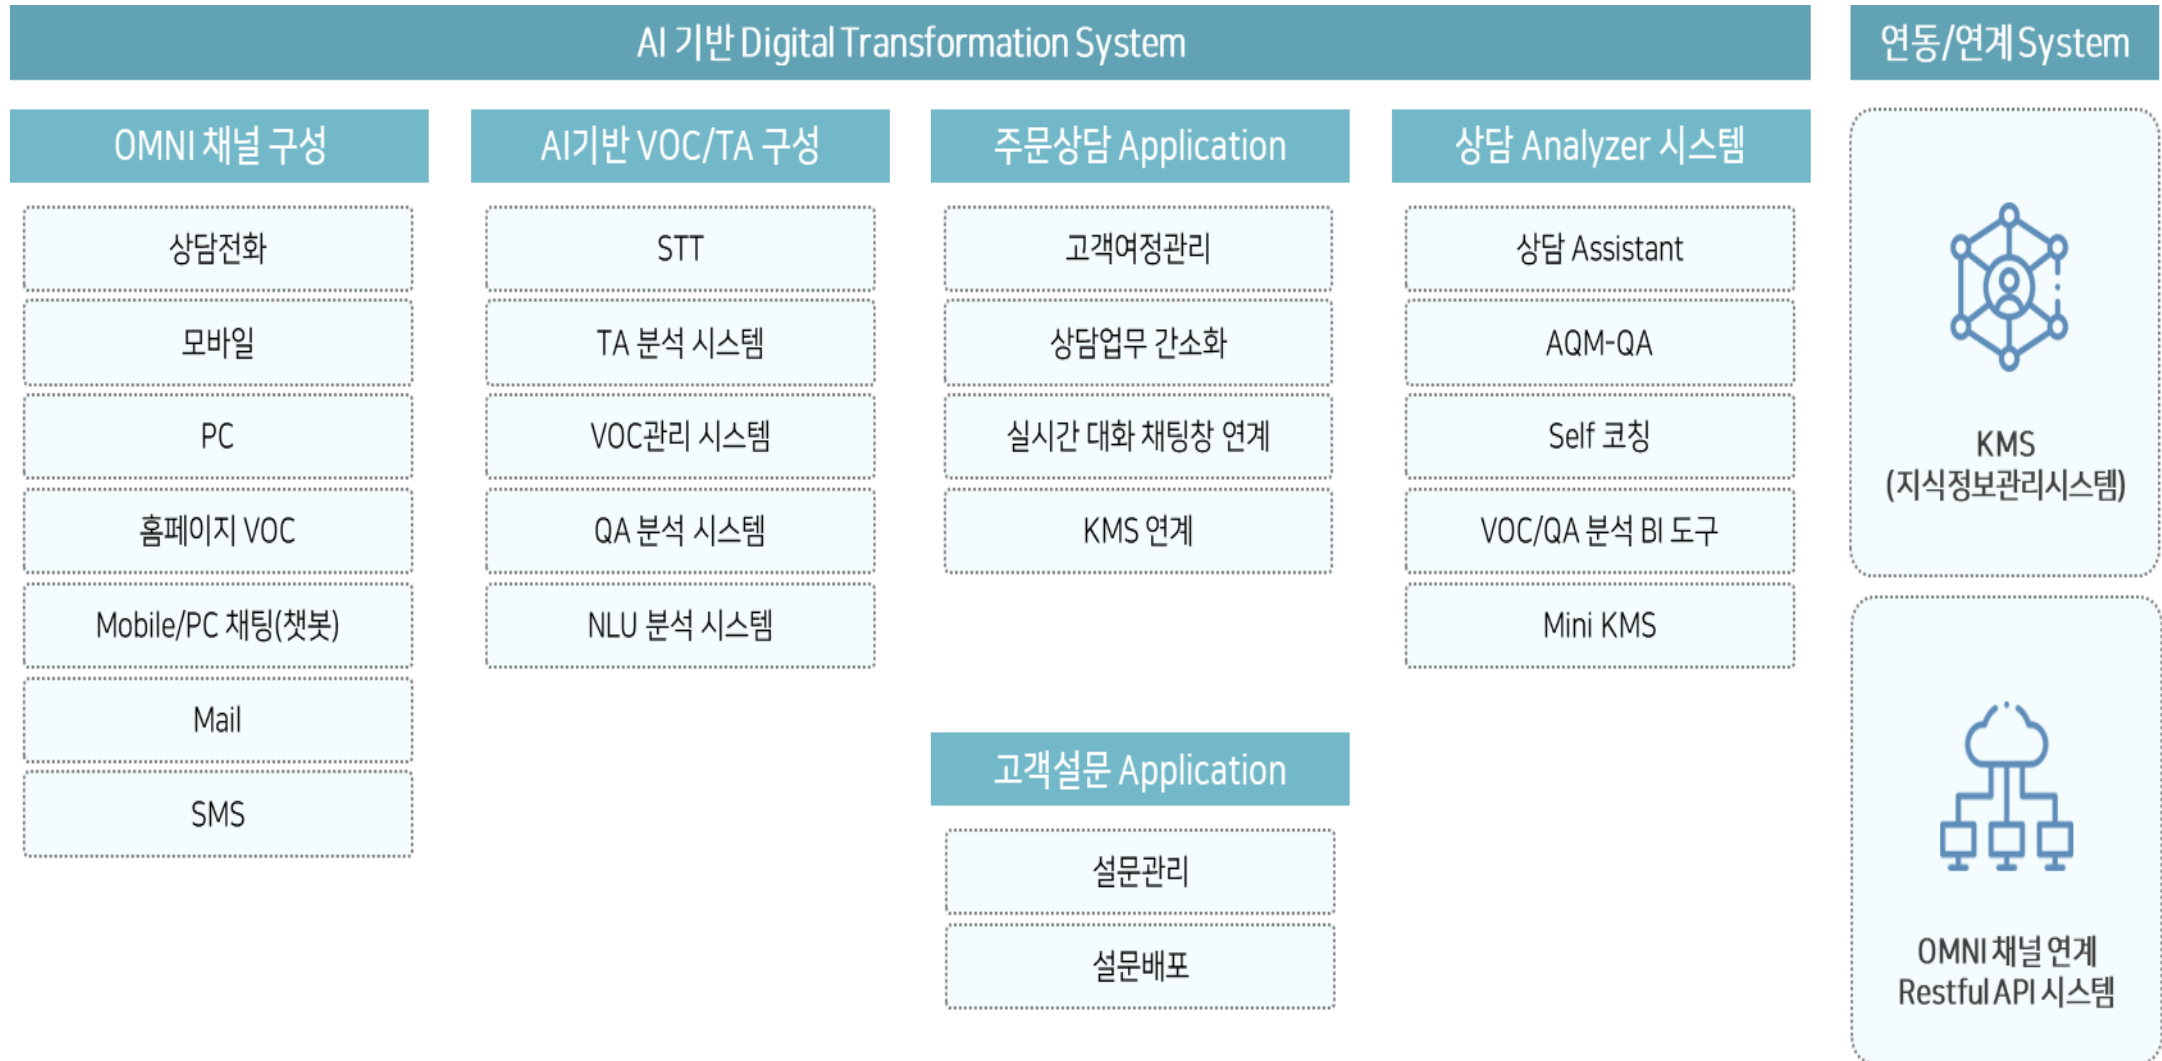 AI 기반 Digital Transformation System
연동/연계 System
OMNI 채널 구성
상담전화
모바일
PC
홈페이지 VOC
Mobile/PC 채팅(챗봇)
Mail
SMS
AI기반 VOC/TA 구성
STT
TA 분석 시스템
VOC관리 시스템
QA 분석 시스템
NLU 분석 시스템
주문상담 Application
고객여정관리
상담업무 간소화
실시간 대화 채팅창 연계
KMS 연계
고객설문 Application
설문관리
설문배포
상담 Analyzer 시스템
상담 Assistant
AQM-QA
Self 코칭
VOC/QA 분석 BI 도구
Mini KMS
KMS
(지식정보관리시스템)
OMNI 채널 연계
Restful API 시스템